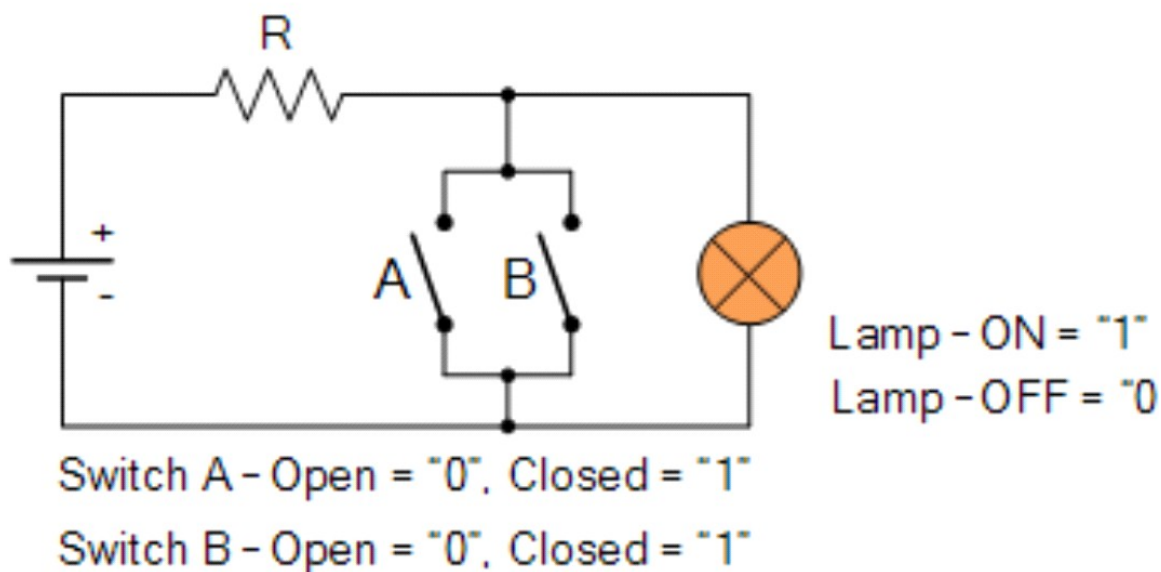 R
+
-
A B
Lamp - ON = "1"
Lamp - OFF = "0
Switch A - Open = "0", Closed = "1"
Switch B - Open = "0", Closed = "1"